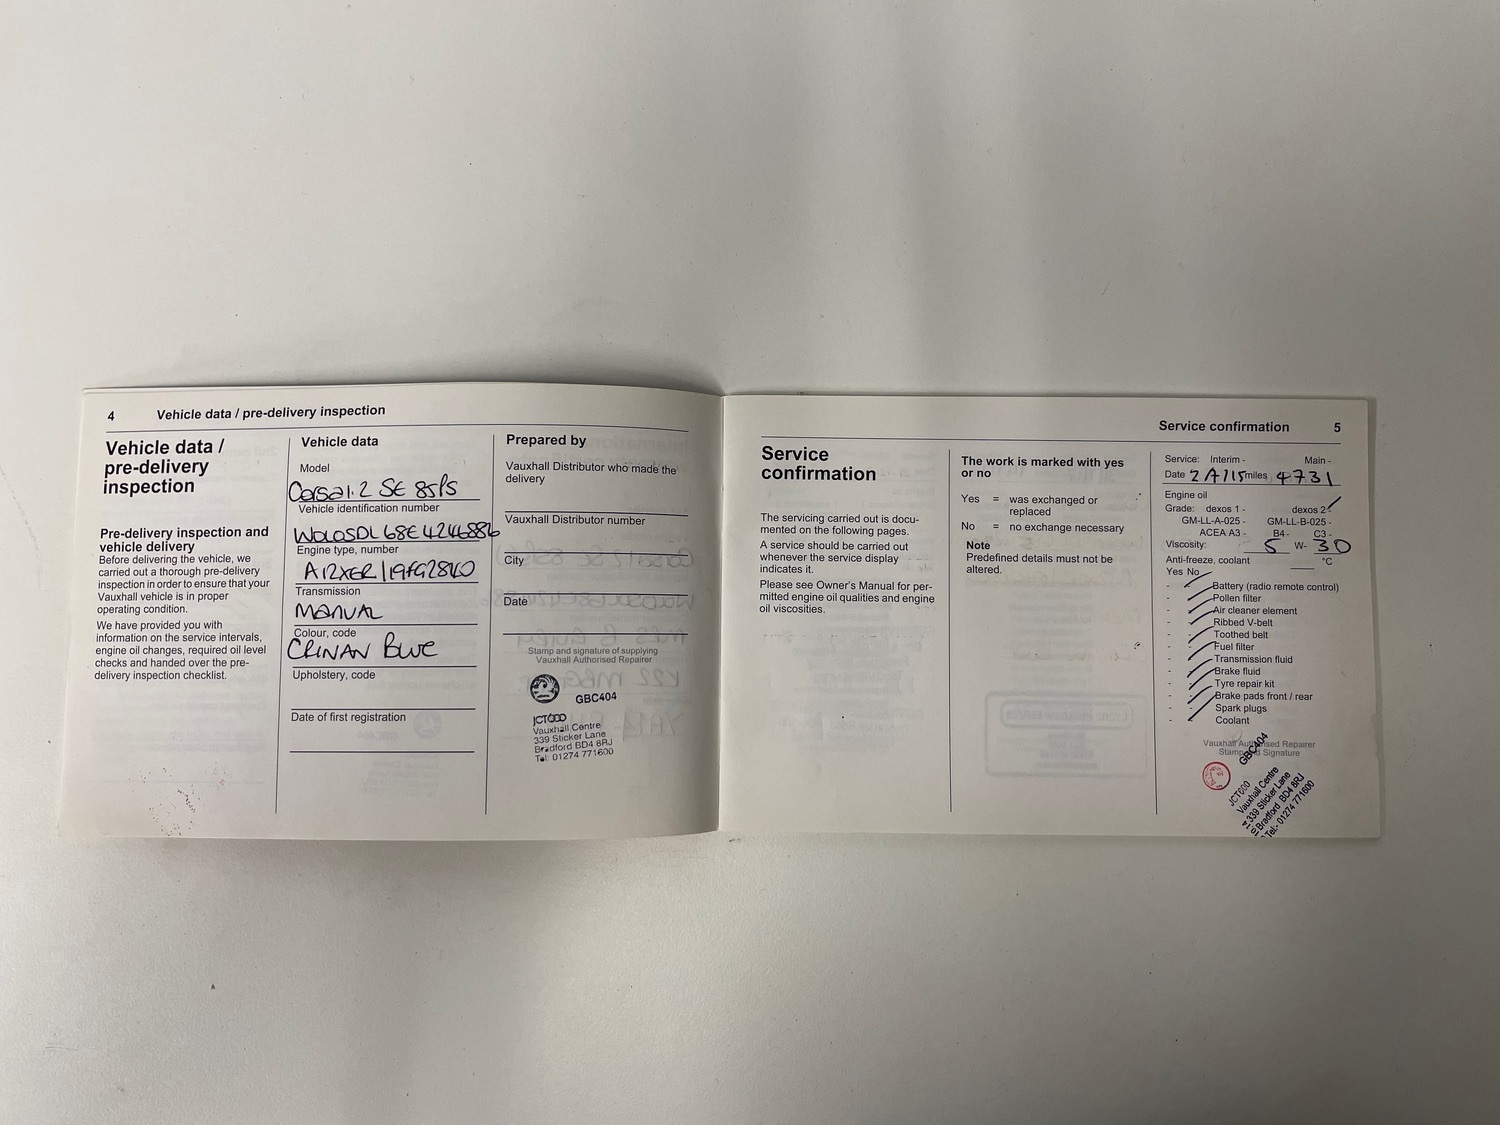 4 Vehicle data / pre-delivery inspection
Vehicle data /
pre-delivery
inspection
Pre-delivery inspection and
vehicle delivery
Before delivering the vehicle, we
carried out a thorough pre-delivery
inspection in order to ensure that your
Vauxhall vehicle is in proper
operating condition.
We have provided you with
information on the service intervals,
engine oil changes, required oil level
checks and handed over the pre-
delivery inspection checklist.
Vehicle data
Model
Corsa 1.2 SE 85PS
Vehicle identification number
W0L0SDL68E4244886
Engine type, number
A12XER
Transmission
MANUAL
Colour, code
CRINAN BLUE
Upholstery, code
Date of first registration
Prepared by
Vauxhall Distributor who made the
delivery
Vauxhall Distributor number
City
Date
Stamp and signature of supplying
Vauxhall Authorised Repairer
GBC404
JCT600
Vauxhall Centre
339 Sticker Lane
Bradford BD4 8RJ
Tel: 01274 771600
Service confirmation 5
Service
confirmation
The servicing carried out is docu-
mented on the following pages.
A service should be carried out
whenever the service display
indicates it.
Please see Owner's Manual for per-
mitted engine oil qualities and engine
oil viscosities.
The work is marked with yes
or no
Yes = was exchanged or
replaced
No = no exchange necessary
Note
Predefined details must not be
altered.
Service: Interim - Main -
Date 2/7/15 miles 4731
Engine oil
Grade: dexos 1 - dexos 2
GM-LL-A-025 - GM-LL-B-025 -
ACEA A3 - B4 - C3 -
Viscosity: 5 W- 30
Anti-freeze, coolant °C
Yes No
- Battery (radio remote control)
- Pollen filter
- Air cleaner element
- Ribbed V-belt
- Toothed belt
- Fuel filter
- Transmission fluid
- Brake fluid
- Tyre repair kit
- Brake pads front / rear
- Spark plugs
- Coolant
Vauxhall Authorised Repairer
Stamp and Signature
GBC404
JCT600
Vauxhall Centre
339 Sticker Lane
Bradford BD4 8RJ
Tel:- 01274 771600